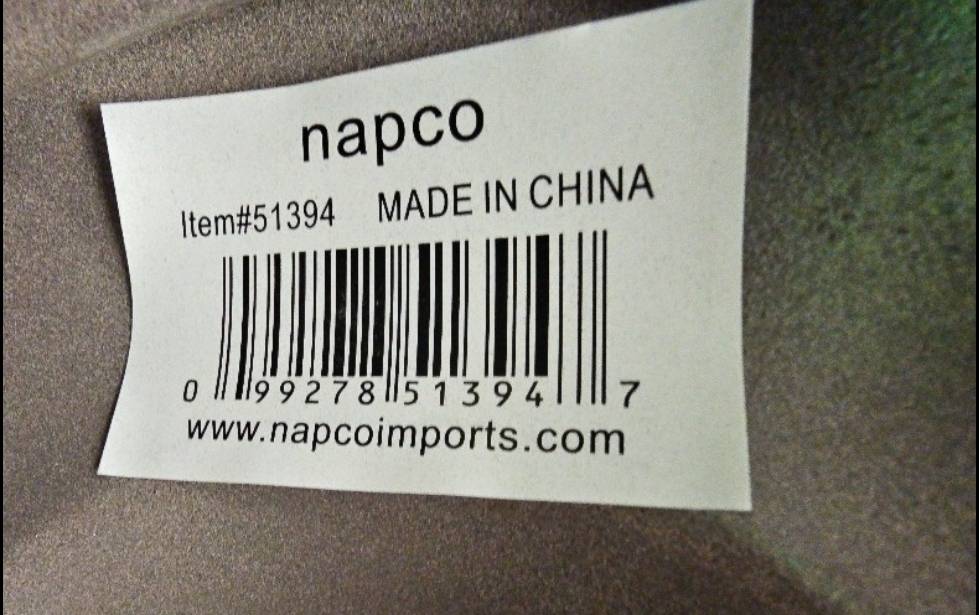 napco
Item#51394 MADE IN CHINA
0 99278 51394 7
www.napcoimports.com